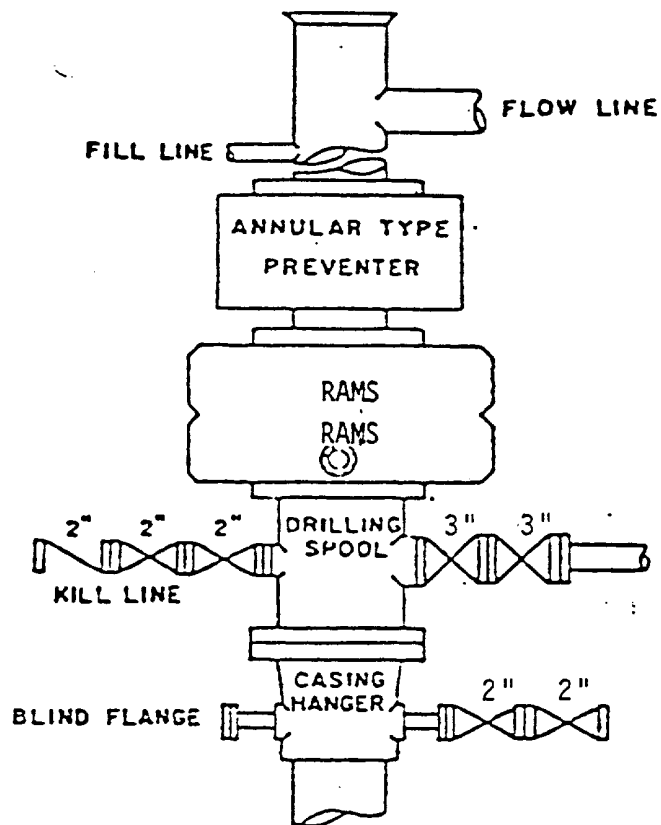 FLOW LINE
FILL LINE
ANNULAR TYPE
PREVENTER
RAMS
RAMS
2" 2" 2"
DRILLING
SPOOL
3" 3"
KILL LINE
CASING
HANGER
2" 2"
BLIND FLANGE